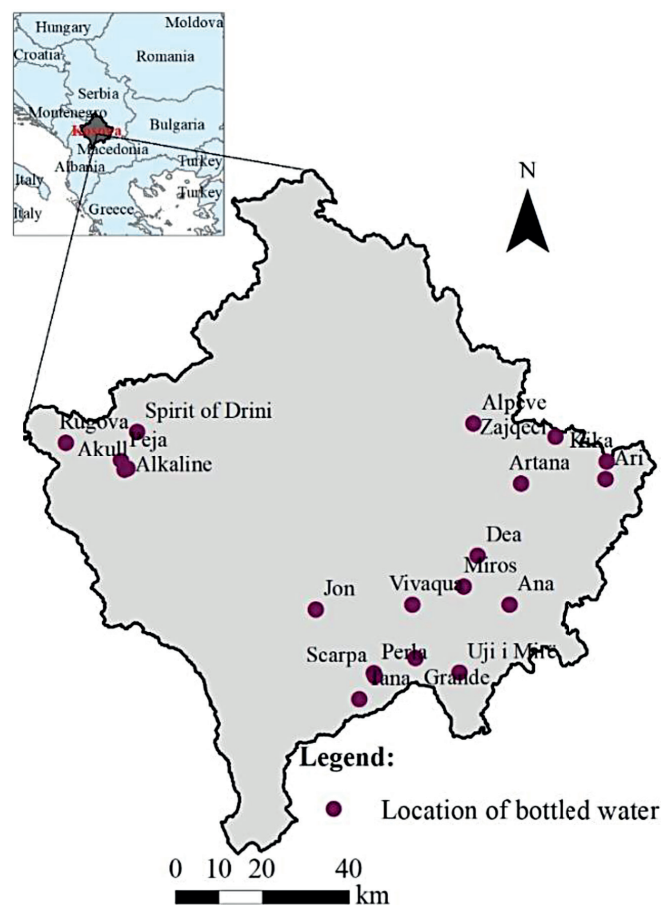 Hungary
Moldova
Croatia
Romania
Serbia
Montenegro
Kosova
Bulgaria
Macedonia
Albania
Turkey
Italy
Turkey
Italy
Greece
N
Rugova
Spirit of Drini
Akull
Peja
Alkaline
Alpeve
Zajqeci
Kika
Ari
Artana
Dea
Miros
Vivaqua
Ana
Jon
Scarpa
Perla
Uji i Mirë
Grande
Legend:
Location of bottled water
0 10 20 40
km